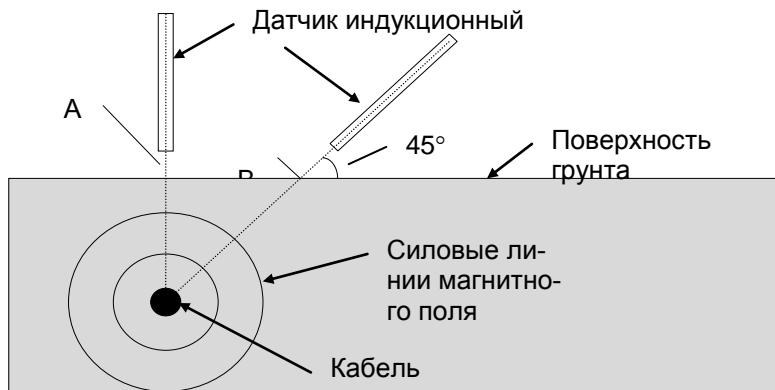 Датчик индукционный
A
45°
Поверхность
грунта
Силовые ли-
нии магнитно-
го поля
Кабель